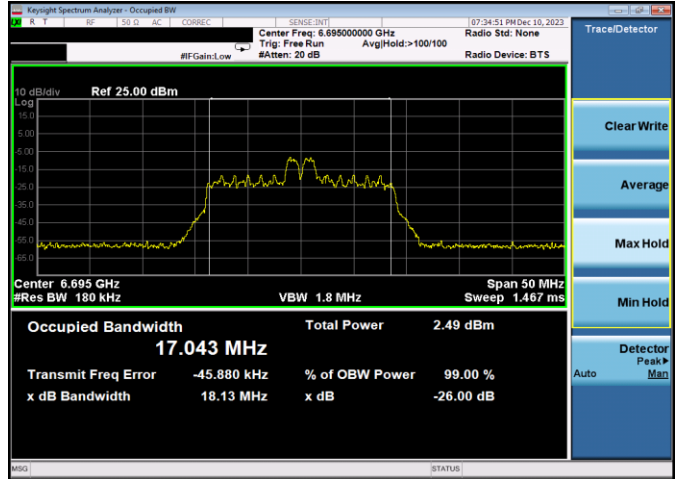 Keysight Spectrum Analyzer - Occupied BW
R T RF 50 Ω AC CORREC SENSE:INT 07:34:51 PM Dec 10, 2023
Center Freq: 6.695000000 GHz Radio Std: None
Trig: Free Run Avg|Hold:>100/100
#IFGain:Low #Atten: 20 dB Radio Device: BTS
Trace/Detector
10 dB/div Ref 25.00 dBm
Log
15.0
5.00
-5.00
-15.0
-25.0
-35.0
-45.0
-55.0
-65.0
Center 6.695 GHz Span 50 MHz
#Res BW 180 kHz VBW 1.8 MHz Sweep 1.467 ms
Occupied Bandwidth Total Power 2.49 dBm
17.043 MHz
Transmit Freq Error -45.880 kHz % of OBW Power 99.00 %
x dB Bandwidth 18.13 MHz x dB -26.00 dB
Clear Write
Average
Max Hold
Min Hold
Detector
Peak▶
Auto Man
MSG STATUS